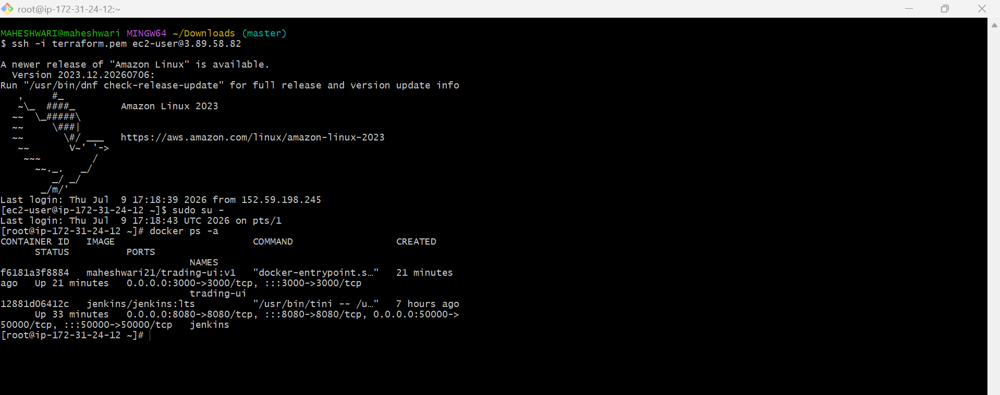 root@ip-172-31-24-12:~
MAHESHWARI@maheshwari MINGW64 ~/Downloads (master)
$ ssh -i terraform.pem ec2-user@3.89.58.82
A newer release of "Amazon Linux" is available.
  Version 2023.12.20260706:
Run "/usr/bin/dnf check-release-update" for full release and version update info
   ,     #_
   ~\_  ####_        Amazon Linux 2023
  ~~  \_#####\
  ~~     \###|
  ~~       \#/ ___   https://aws.amazon.com/linux/amazon-linux-2023
   ~~       V~' '->
    ~~~         /
      ~~._.   _/
         _/ _/
       _/m/'
Last login: Thu Jul  9 17:18:39 2026 from 152.59.198.245
[ec2-user@ip-172-31-24-12 ~]$ sudo su -
Last login: Thu Jul  9 17:18:43 UTC 2026 on pts/1
[root@ip-172-31-24-12 ~]# docker ps -a
CONTAINER ID   IMAGE                        COMMAND                  CREATED
      STATUS          PORTS
                                 NAMES
f6181a3f8884   maheshwari21/trading-ui:v1   "docker-entrypoint.s…"   21 minutes
ago   Up 21 minutes   0.0.0.0:3000->3000/tcp, :::3000->3000/tcp
                                 trading-ui
12881d06412c   jenkins/jenkins:lts          "/usr/bin/tini -- /u…"   7 hours ago
      Up 33 minutes   0.0.0.0:8080->8080/tcp, :::8080->8080/tcp, 0.0.0.0:50000->
50000/tcp, :::50000->50000/tcp   jenkins
[root@ip-172-31-24-12 ~]#